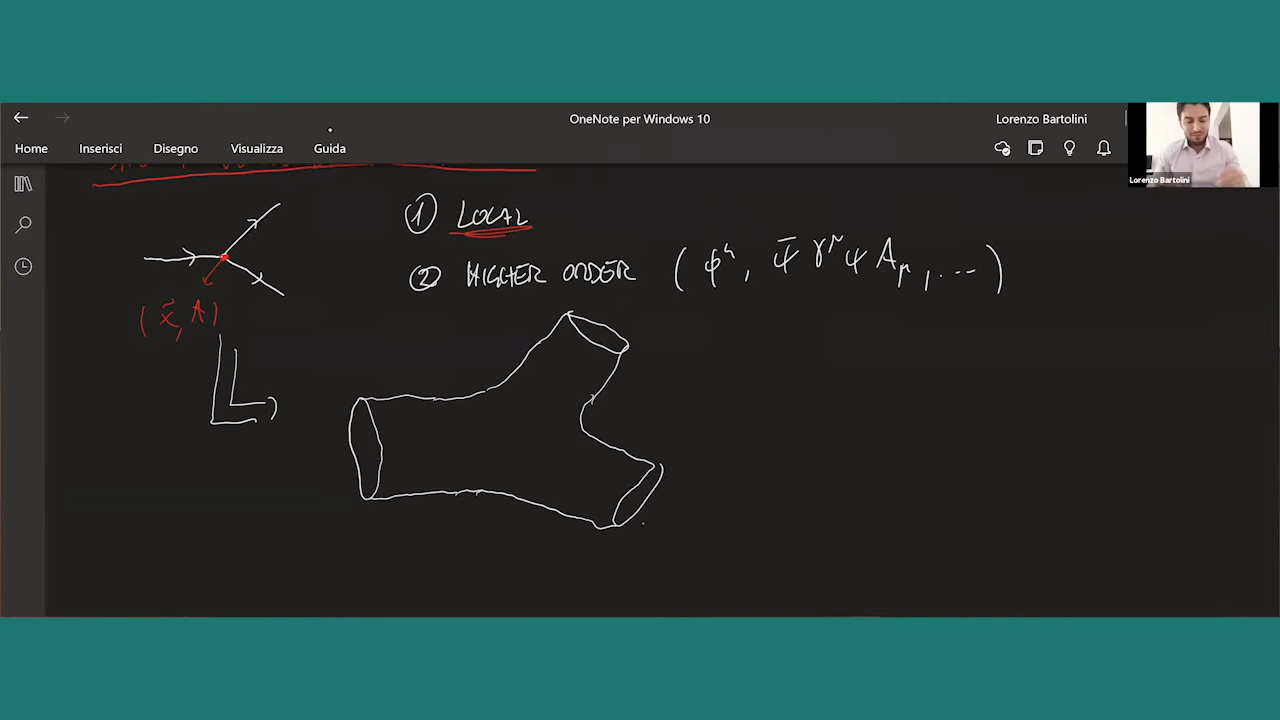 OneNote per Windows 10
Lorenzo Bartolini
Home Inserisci Disegno Visualizza Guida
Lorenzo Bartolini
① LOCAL
② HIGHER ORDER (φ⁴, ψ̄ γ^μ ψ A_μ, ...)
(x̃, A)